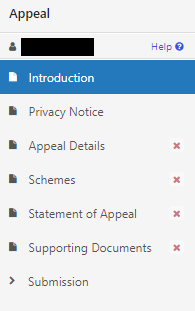 Appeal
Help
Introduction
Privacy Notice
Appeal Details
Schemes
Statement of Appeal
Supporting Documents
Submission